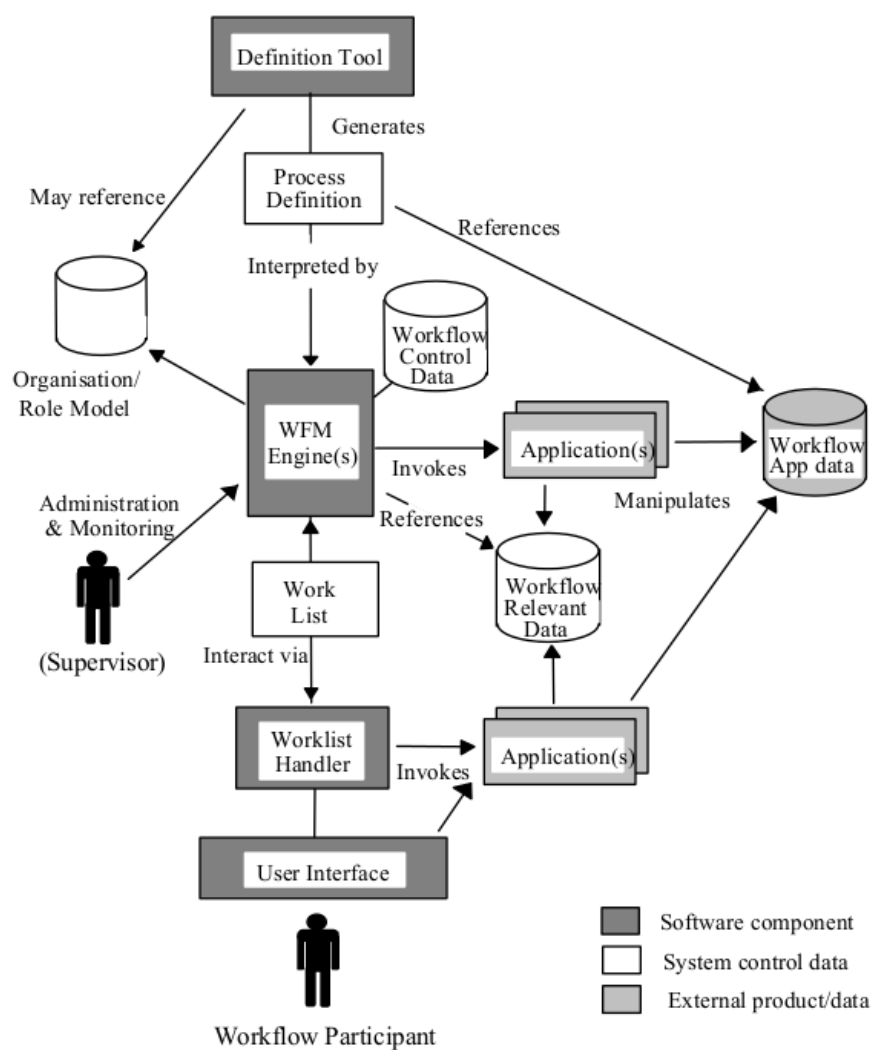 Definition Tool
Generates
Process
Definition
May reference
References
Interpreted by
Workflow
Control
Data
Organisation/
Role Model
WFM
Engine(s)
Invokes
Application(s)
Workflow
App data
Manipulates
Administration
& Monitoring
References
Work
List
Workflow
Relevant
Data
(Supervisor)
Interact via
Worklist
Handler
Invokes
Application(s)
User Interface
Software component
System control data
External product/data
Workflow Participant